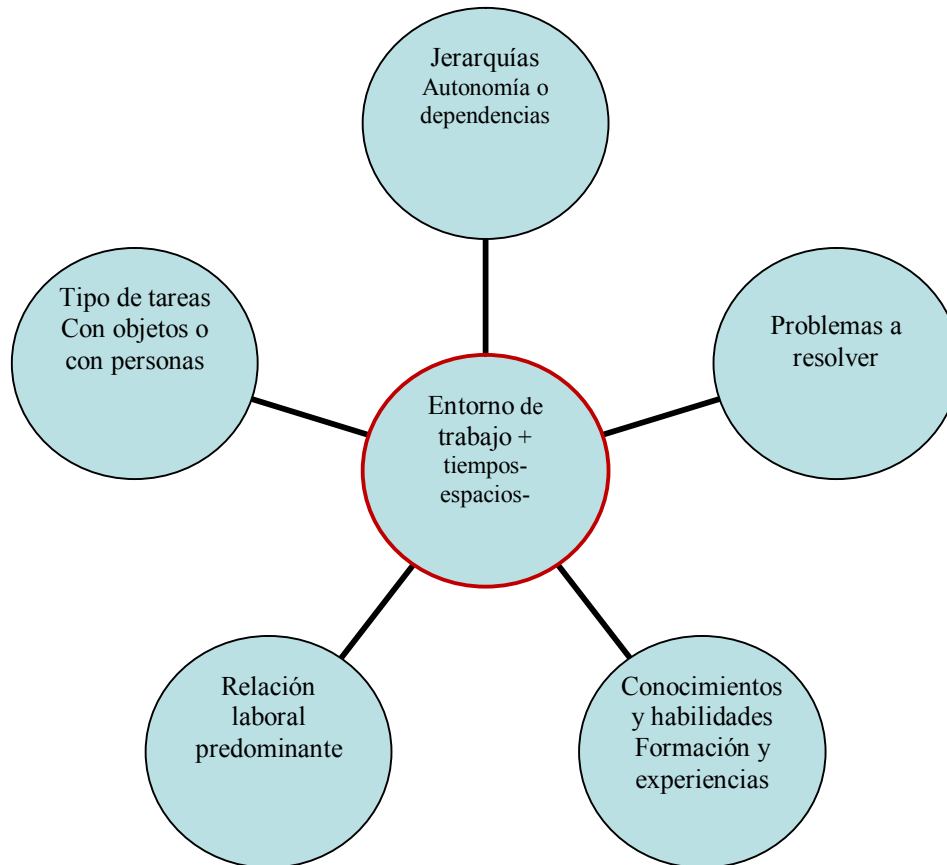 Jerarquías
Autonomía o
dependencias
Tipo de tareas
Con objetos o
con personas
Problemas a
resolver
Entorno de
trabajo +
tiempos-
espacios-
Relación
laboral
predominante
Conocimientos
y habilidades
Formación y
experiencias